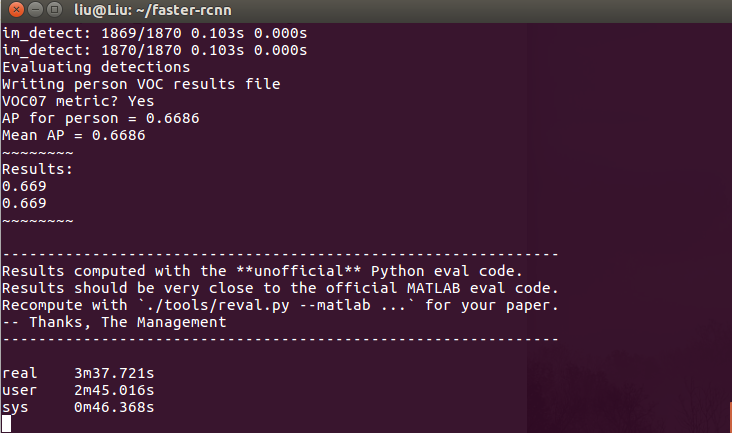 liu@Liu: ~/faster-rcnn
im_detect: 1869/1870 0.103s 0.000s
im_detect: 1870/1870 0.103s 0.000s
Evaluating detections
Writing person VOC results file
VOC07 metric? Yes
AP for person = 0.6686
Mean AP = 0.6686
~~~~~~~~
Results:
0.669
0.669
~~~~~~~~
--------------------------------------------------------------
Results computed with the **unofficial** Python eval code.
Results should be very close to the official MATLAB eval code.
Recompute with `./tools/reval.py --matlab ...` for your paper.
-- Thanks, The Management
--------------------------------------------------------------
real    3m37.721s
user    2m45.016s
sys     0m46.368s